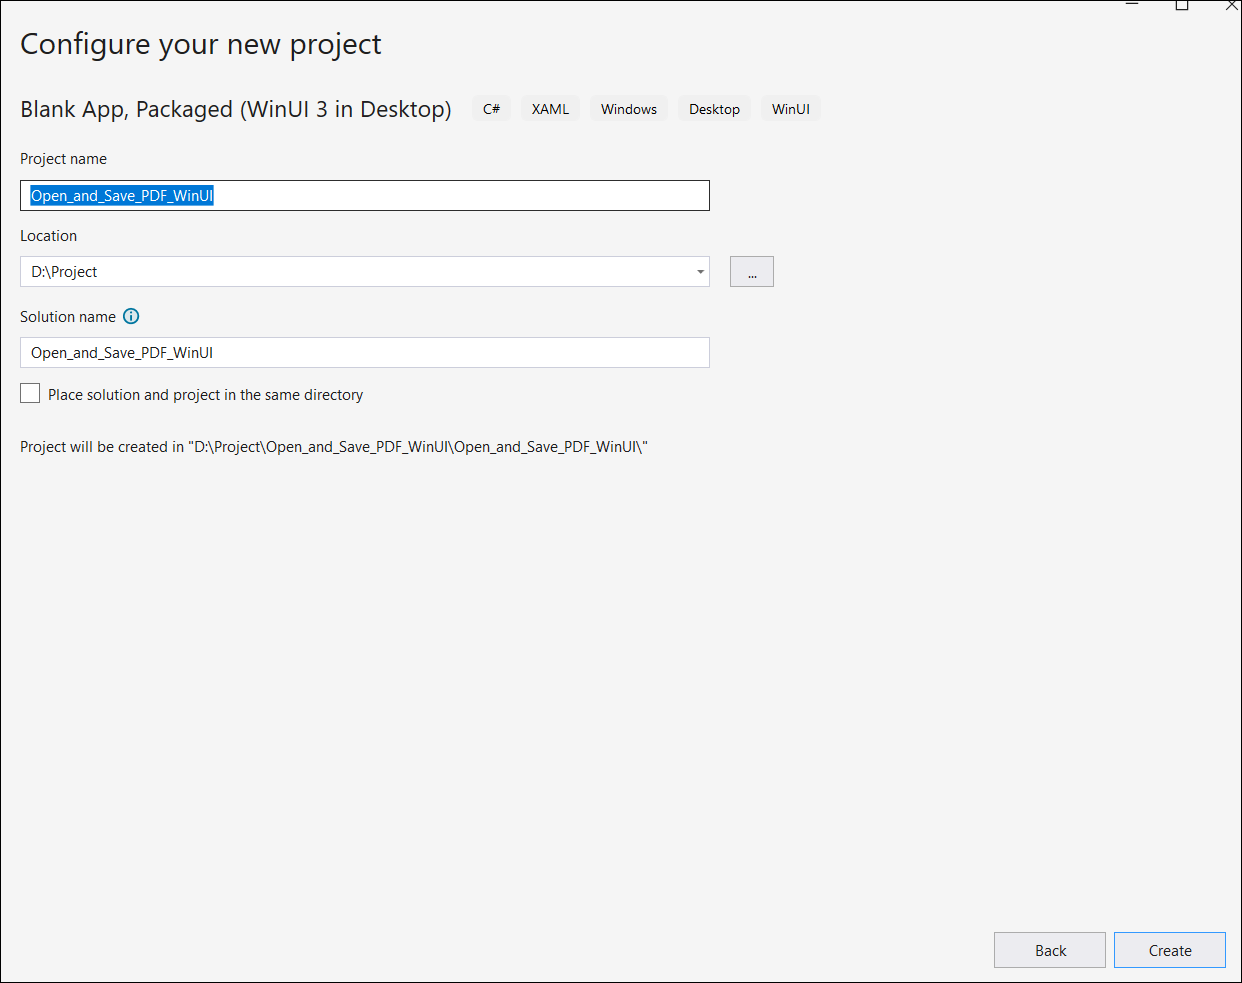 Configure your new project
Blank App, Packaged (WinUI 3 in Desktop) C# XAML Windows Desktop WinUI
Project name
Open_and_Save_PDF_WinUI
Location
D:\Project
...
Solution name
Open_and_Save_PDF_WinUI
Place solution and project in the same directory
Project will be created in "D:\Project\Open_and_Save_PDF_WinUI\Open_and_Save_PDF_WinUI\"
Back Create